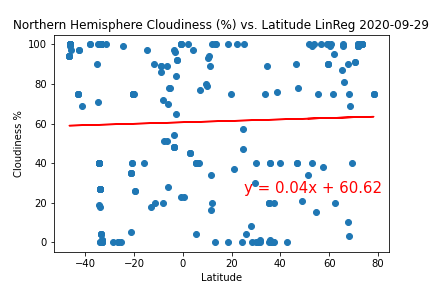 Northern Hemisphere Cloudiness (%) vs. Latitude LinReg 2020-09-29
Cloudiness %
100
80
60
40
20
0
y = 0.04x + 60.62
−40 −20 0 20 40 60 80
Latitude